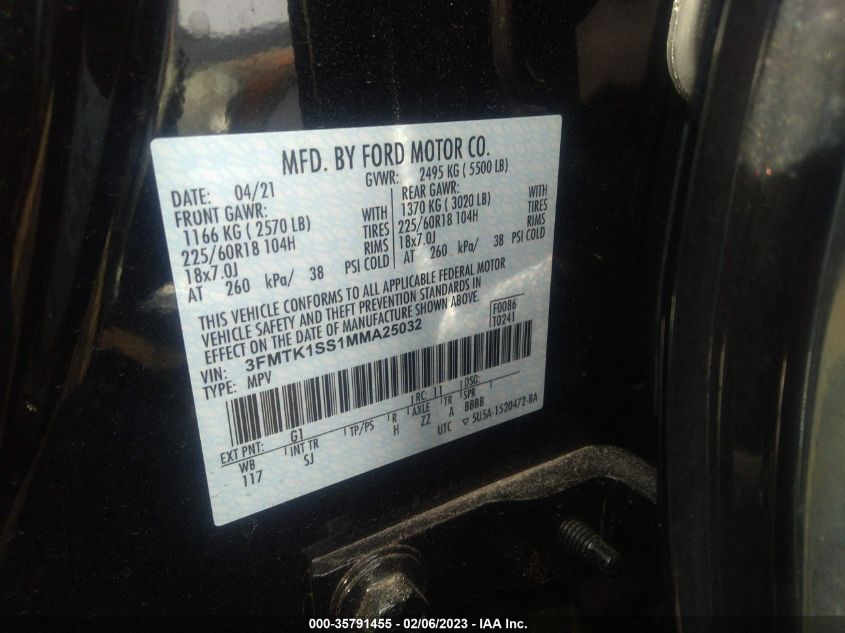 MFD. BY FORD MOTOR CO.
DATE: 04/21 GVWR: 2495 KG ( 5500 LB)
FRONT GAWR: REAR GAWR:
1166 KG ( 2570 LB) WITH 1370 KG ( 3020 LB) WITH
225/60R18 104H TIRES 225/60R18 104H TIRES
18x7.0J RIMS 18x7.0J RIMS
AT 260 kPa/ 38 PSI COLD AT 260 kPa/ 38 PSI COLD
THIS VEHICLE CONFORMS TO ALL APPLICABLE FEDERAL MOTOR
VEHICLE SAFETY AND THEFT PREVENTION STANDARDS IN
EFFECT ON THE DATE OF MANUFACTURE SHOWN ABOVE.
VIN: 3FMTK1SS1MMA25032 F0086
TYPE: MPV T0241
EXT PNT: G1 RC: 11 DSO:
WB INT TR TP/PS R AXLE TR SPR
117 SJ H ZZ A BBBB
UTC ▽ 5U5A-1520472-BA
000-35791455 - 02/06/2023 - IAA Inc.